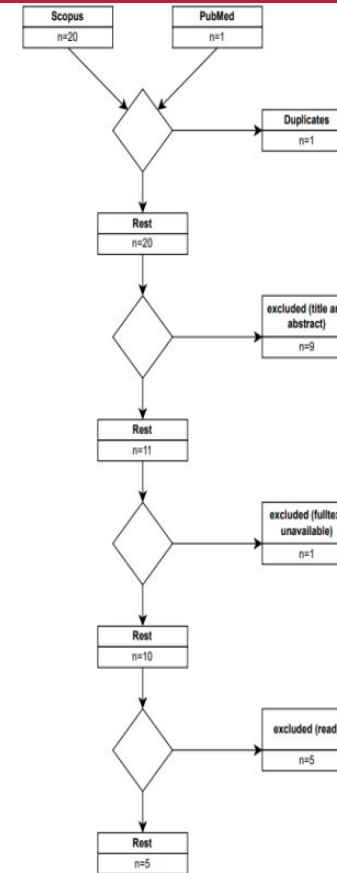 Scopus
n=20
PubMed
n=1
Duplicates
n=1
Rest
n=20
excluded (title
abstract)
n=9
Rest
n=11
excluded
unavailable)
n=1
Rest
n=10
excluded (read
n=5
Rest
n=5